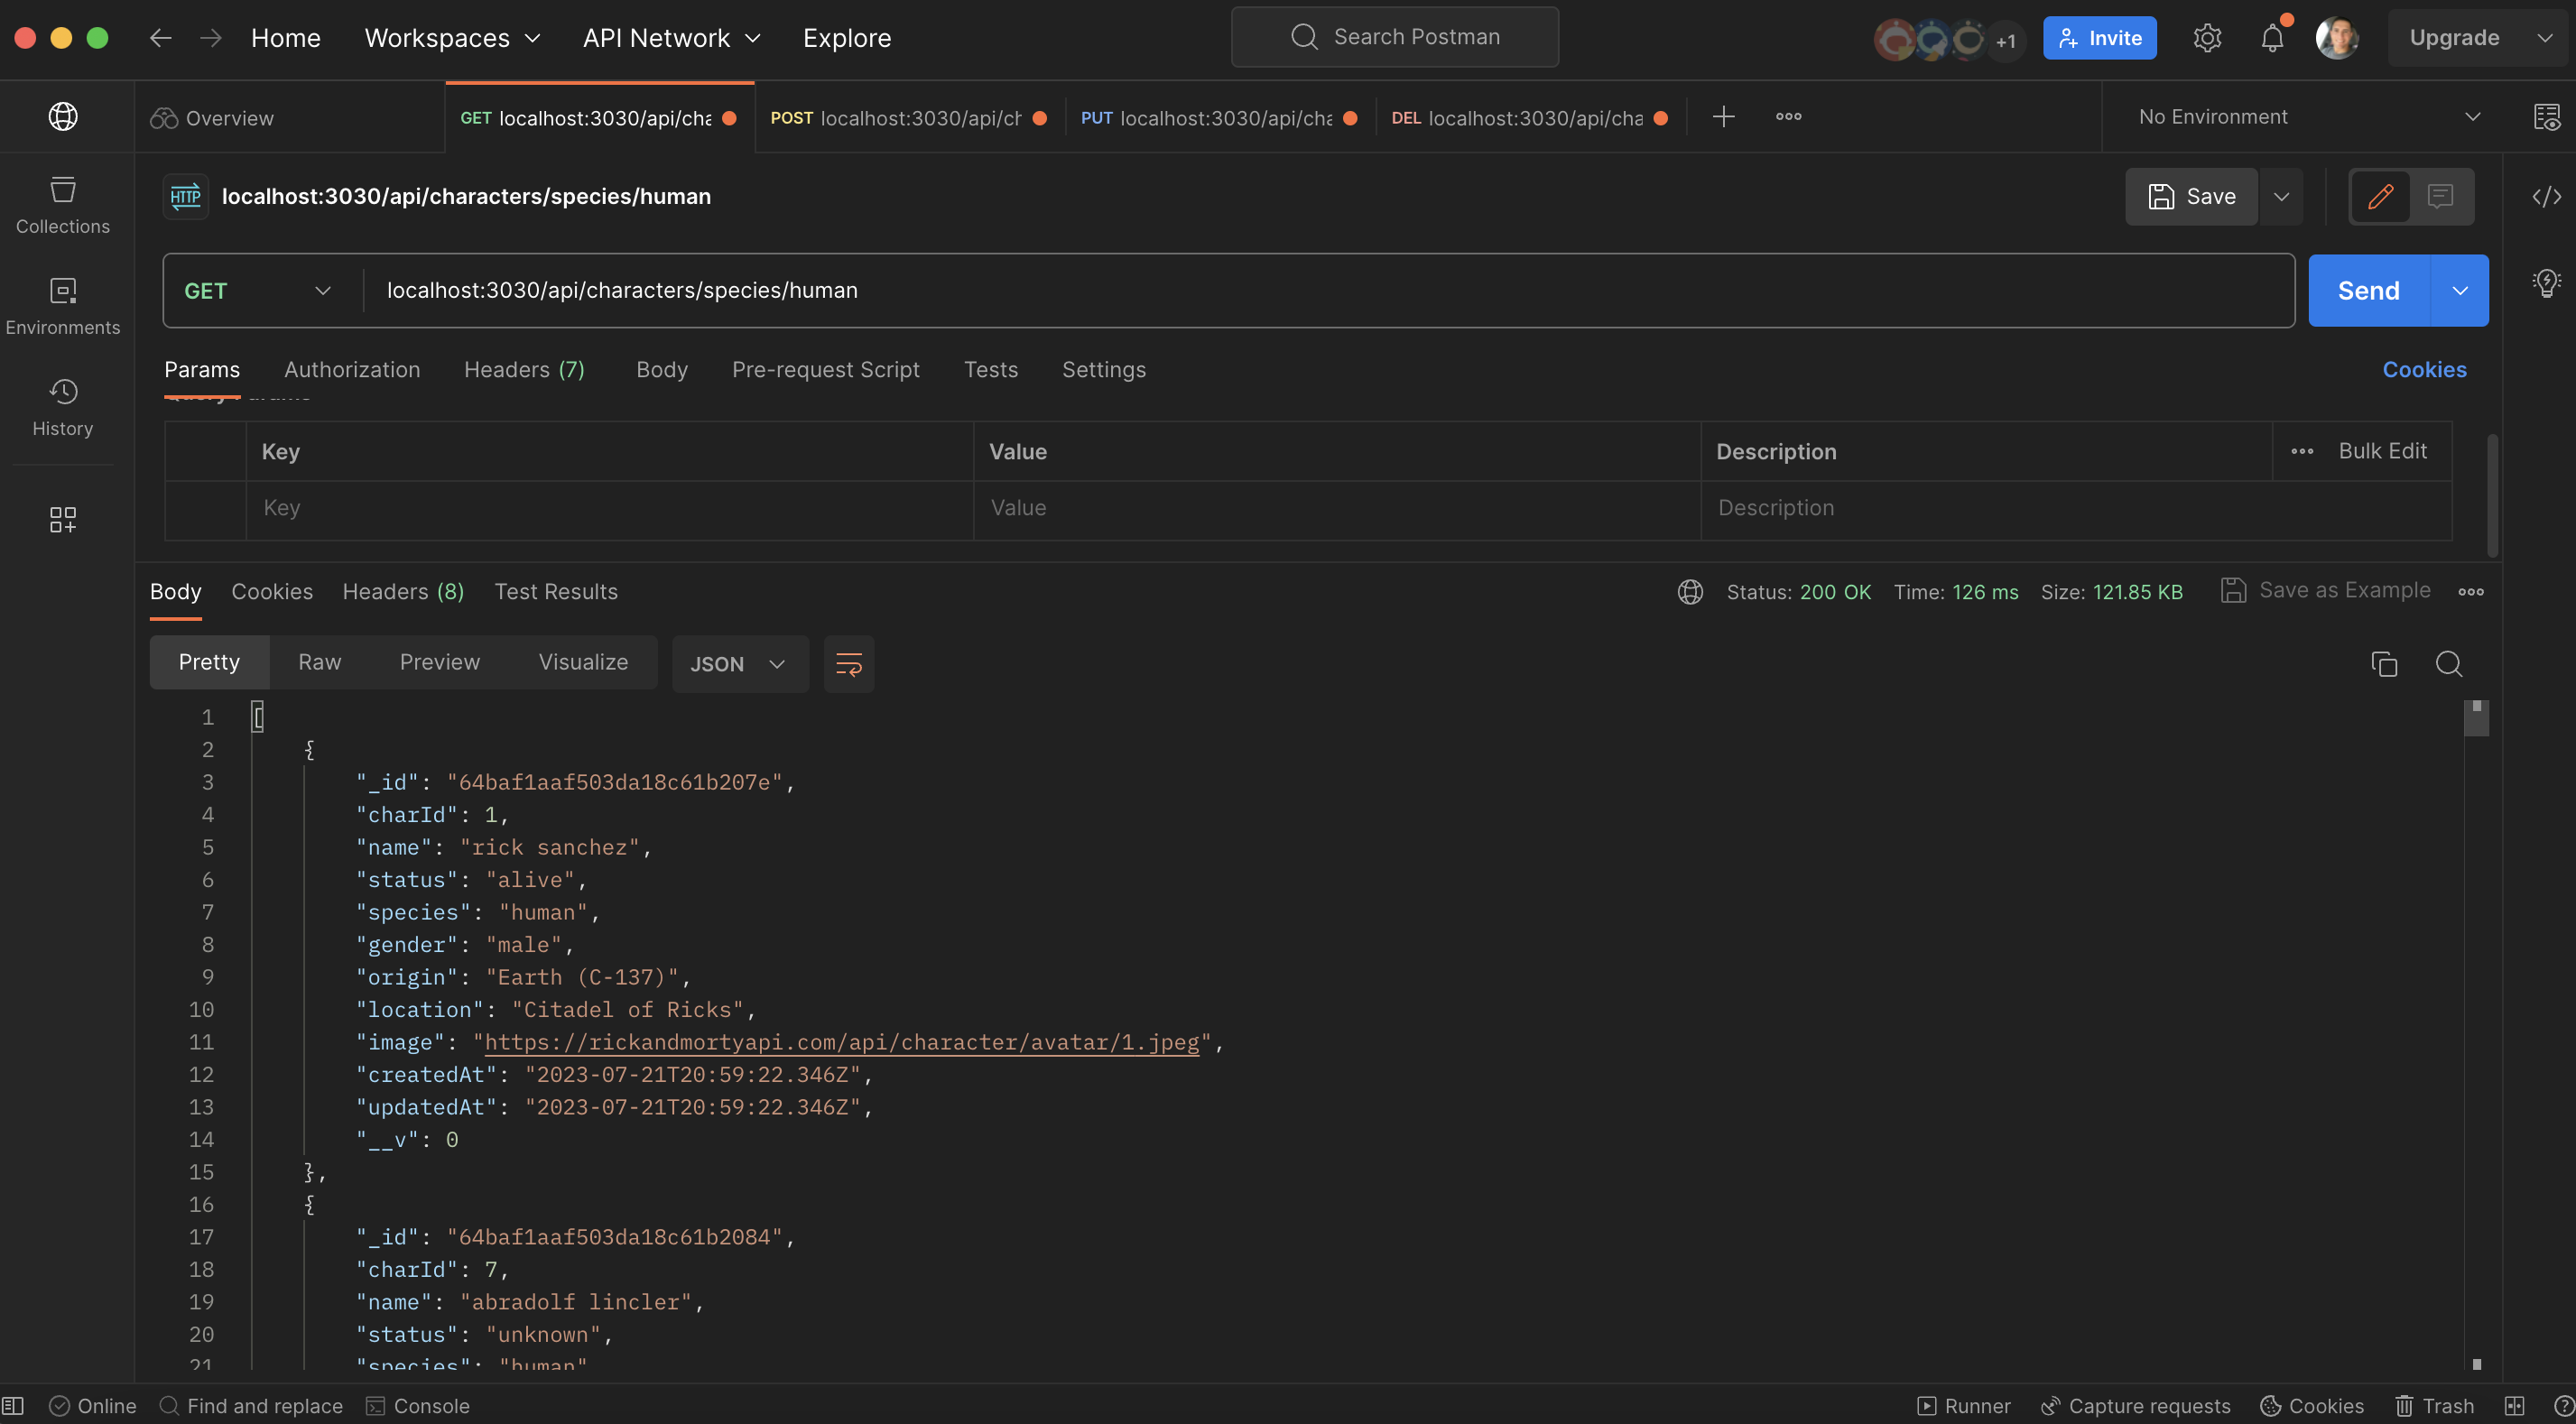 Home Workspaces API Network Explore Search Postman +1 Invite Upgrade
Overview GET localhost:3030/api/cha POST localhost:3030/api/ch PUT localhost:3030/api/cha DEL localhost:3030/api/cha No Environment
HTTP localhost:3030/api/characters/species/human Save
Collections
GET localhost:3030/api/characters/species/human Send
Environments
Params Authorization Headers (7) Body Pre-request Script Tests Settings Cookies
History
Key Value Description Bulk Edit
Key Value Description
Body Cookies Headers (8) Test Results Status: 200 OK Time: 126 ms Size: 121.85 KB Save as Example
Pretty Raw Preview Visualize JSON
1 [
2 {
3 "_id": "64baf1aaf503da18c61b207e",
4 "charId": 1,
5 "name": "rick sanchez",
6 "status": "alive",
7 "species": "human",
8 "gender": "male",
9 "origin": "Earth (C-137)",
10 "location": "Citadel of Ricks",
11 "image": "https://rickandmortyapi.com/api/character/avatar/1.jpeg",
12 "createdAt": "2023-07-21T20:59:22.346Z",
13 "updatedAt": "2023-07-21T20:59:22.346Z",
14 "__v": 0
15 },
16 {
17 "_id": "64baf1aaf503da18c61b2084",
18 "charId": 7,
19 "name": "abradolf lincler",
20 "status": "unknown",
21 "species": "human"
Online Find and replace Console Runner Capture requests Cookies Trash